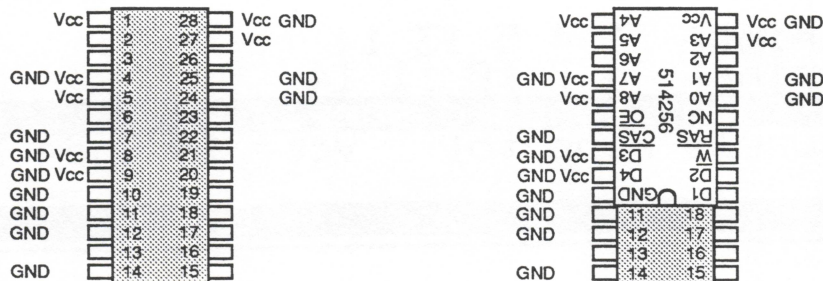 Vcc 1 28 Vcc GND
2 27 Vcc
3 26
GND Vcc 4 25 GND
Vcc 5 24 GND
6 23
GND 7 22
GND Vcc 8 21
GND Vcc 9 20
GND 10 19
GND 11 18
GND 12 17
13 16
GND 14 15
Vcc A4 Vcc Vcc GND
A5 A3 Vcc
A6 A2
GND Vcc A7 A1 GND
Vcc A8 A0 GND
514256
OE NC
GND CAS RAS
GND Vcc D3 W
GND Vcc D4 D2
GND GND D1
GND 11 18
GND 12 17
13 16
GND 14 15